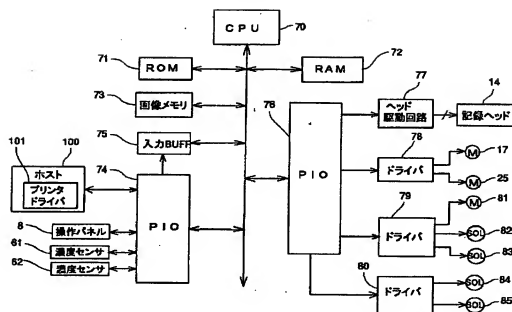 CPU
70
71
ROM
RAM
72
73
画像メモリ
75
入力BUFF
74
PIO
101
100
ホスト
プリンタ
ドライバ
8
操作パネル
61
濃度センサ
62
温度センサ
76
PIO
77
ヘッド
駆動回路
14
記録ヘッド
78
ドライバ
M
17
M
25
79
ドライバ
M
81
SOL
82
SOL
83
80
ドライバ
SOL
84
SOL
85